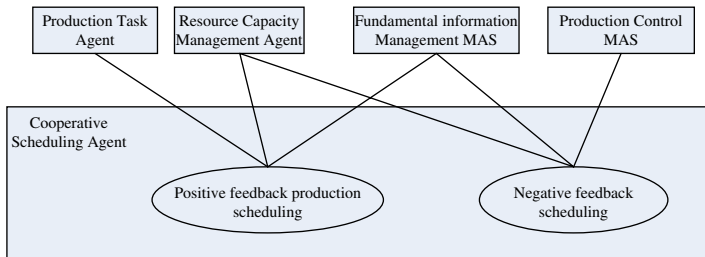 Production Task
Agent
Resource Capacity
Management Agent
Fundamental information
Management MAS
Production Control
MAS
Cooperative
Scheduling Agent
Positive feedback production
scheduling
Negative feedback
scheduling